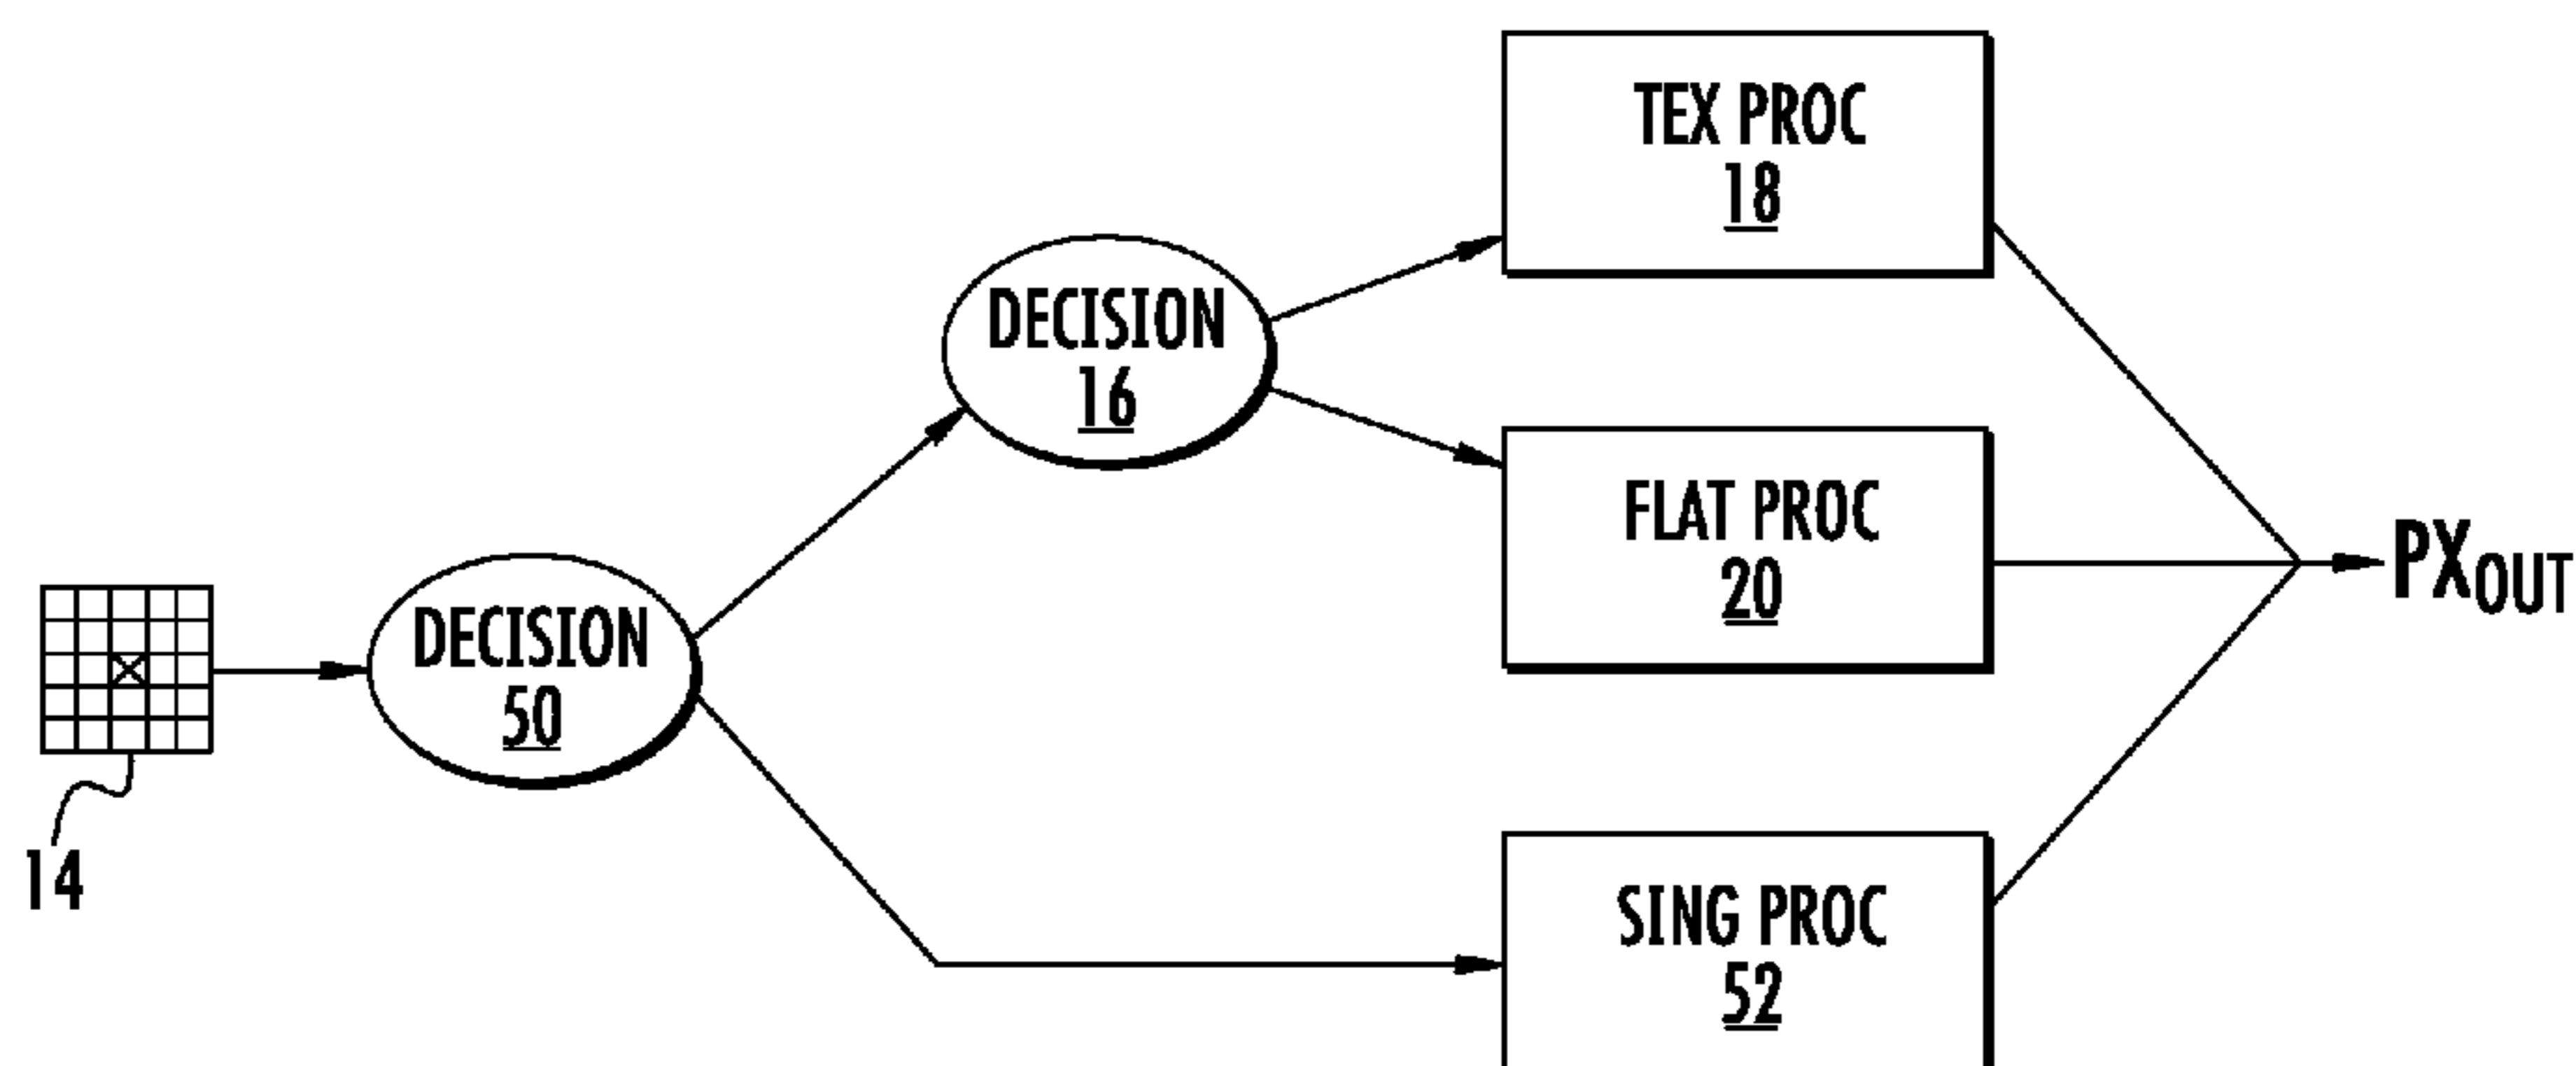 TEX PROC
18
DECISION
16
FLAT PROC
20
PXOUT
DECISION
50
14
SING PROC
52